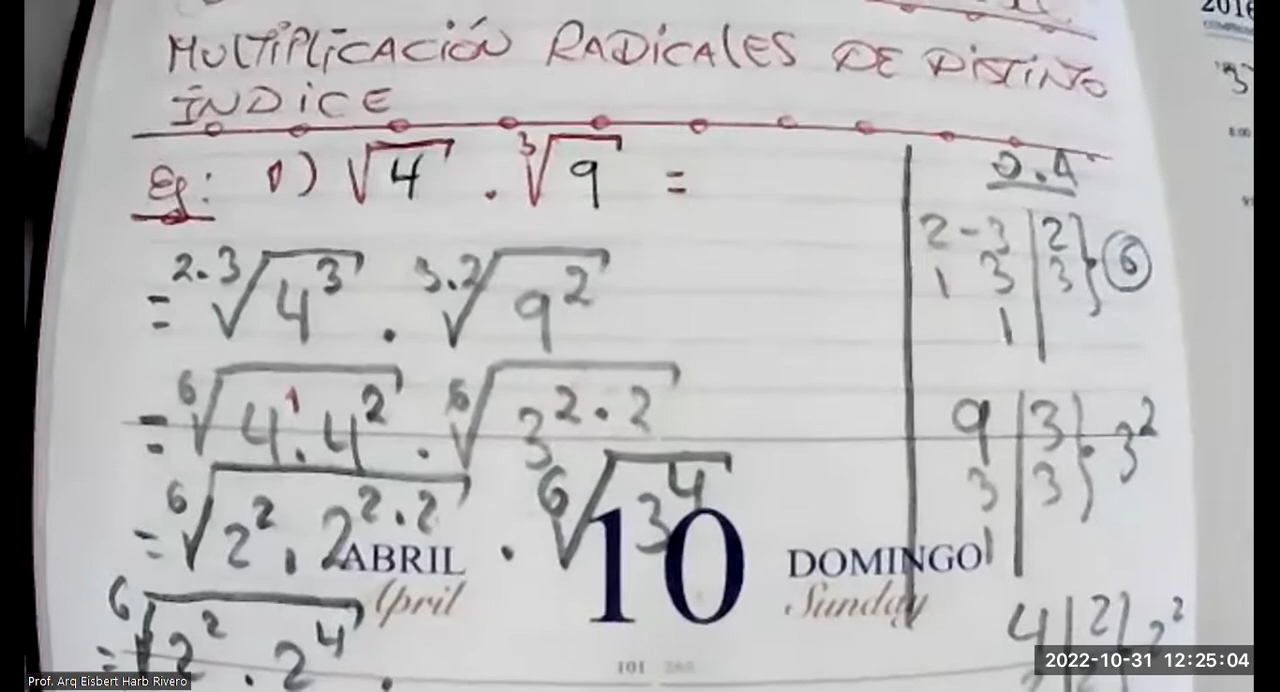 MULTIPLICACIÓN RADICALES DE DISTINTO
ÍNDICE
Ej: 1) √4 . ³√9 =
= ²·³√4³ . ³·²√9²
= ⁶√4¹.4² . ⁶√3²·²
= ⁶√2² . 2²·² . ⁶√3⁴
= ⁶√2² . 2⁴ .
2 - 3 | 2
1 3 | 3 } 6
1 |
9 | 3
3 | 3 } 3²
1
4 | 2 } 2²
ABRIL
April
10
DOMINGO
Sunday
101
2016
2022-10-31 12:25:04
Prof. Arq Eisbert Harb Rivero